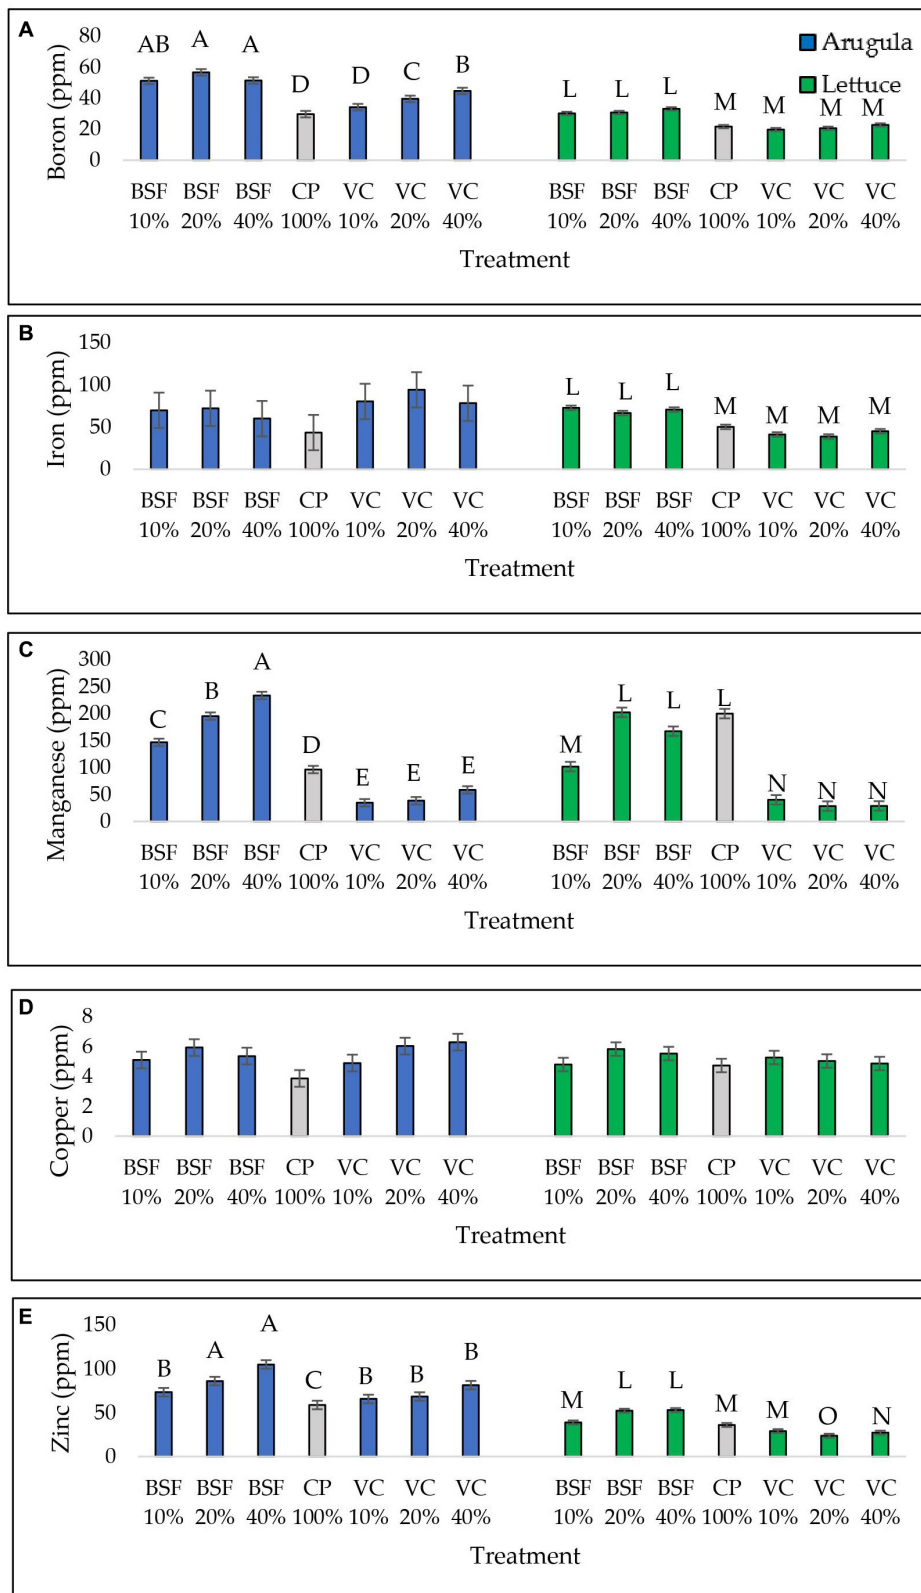 A
Boron (ppm)
80
60
40
20
0
AB A A D D C B
L L L M M M M
Arugula
Lettuce
BSF BSF BSF CP VC VC VC BSF BSF BSF CP VC VC VC
10% 20% 40% 100% 10% 20% 40% 10% 20% 40% 100% 10% 20% 40%
Treatment
B
Iron (ppm)
150
100
50
0
L L L M M M M
BSF BSF BSF CP VC VC VC BSF BSF BSF CP VC VC VC
10% 20% 40% 100% 10% 20% 40% 10% 20% 40% 100% 10% 20% 40%
Treatment
C
Manganese (ppm)
300
250
200
150
100
50
0
C B A D E E E
M L L L N N N
BSF BSF BSF CP VC VC VC BSF BSF BSF CP VC VC VC
10% 20% 40% 100% 10% 20% 40% 10% 20% 40% 100% 10% 20% 40%
Treatment
D
Copper (ppm)
8
6
4
2
0
BSF BSF BSF CP VC VC VC BSF BSF BSF CP VC VC VC
10% 20% 40% 100% 10% 20% 40% 10% 20% 40% 100% 10% 20% 40%
Treatment
E
Zinc (ppm)
150
100
50
0
B A A C B B B
M L L M M O N
BSF BSF BSF CP VC VC VC BSF BSF BSF CP VC VC VC
10% 20% 40% 100% 10% 20% 40% 10% 20% 40% 100% 10% 20% 40%
Treatment